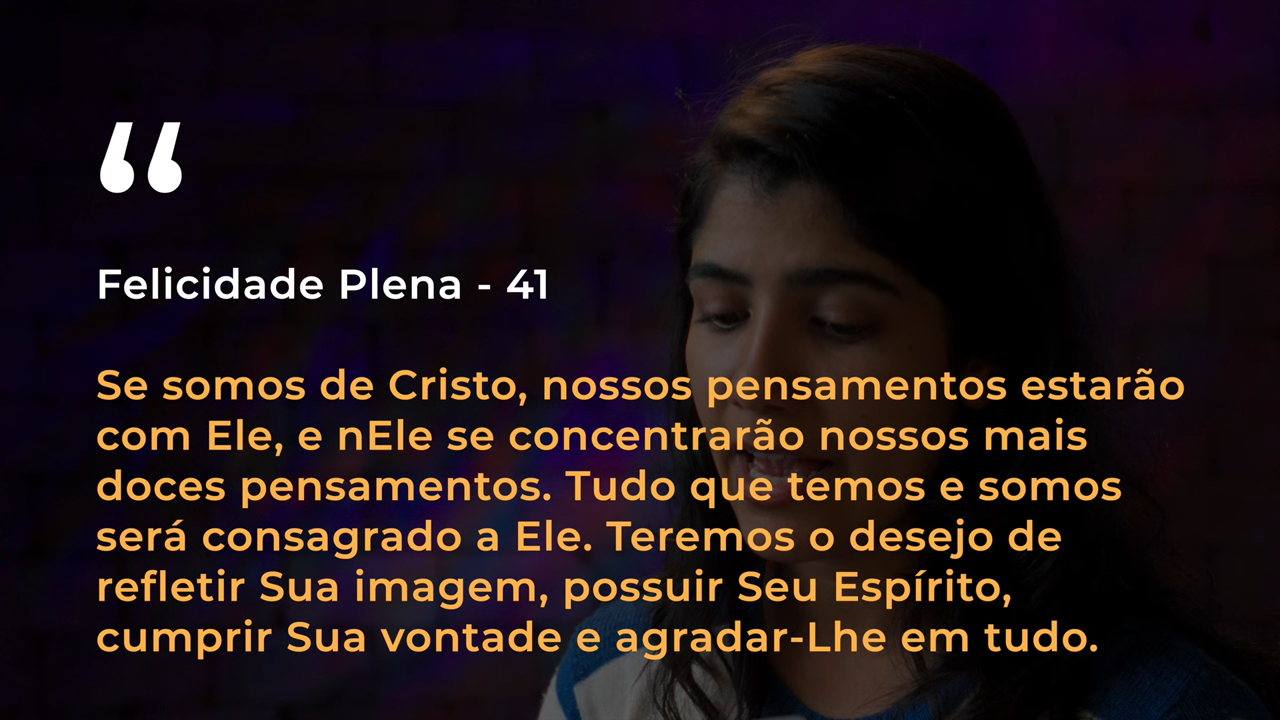 “
Felicidade Plena - 41
Se somos de Cristo, nossos pensamentos estarão
com Ele, e nEle se concentrarão nossos mais
doces pensamentos. Tudo que temos e somos
será consagrado a Ele. Teremos o desejo de
refletir Sua imagem, possuir Seu Espírito,
cumprir Sua vontade e agradar-Lhe em tudo.